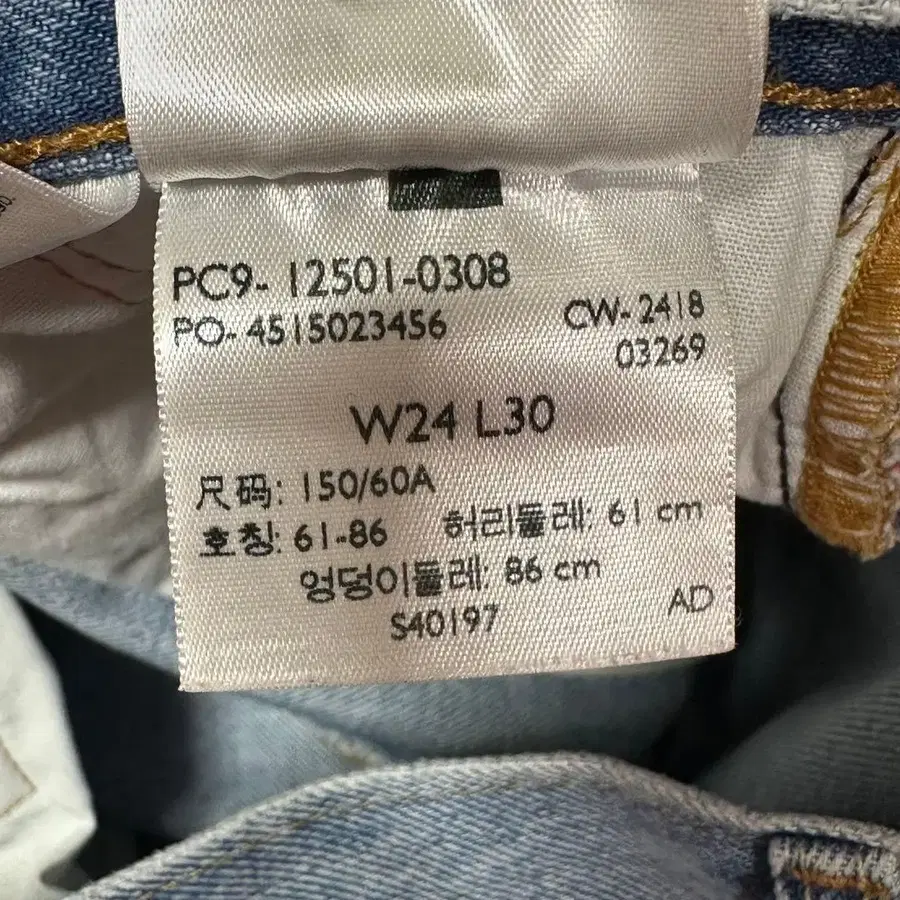 PC9- 12501-0308
PO-4515023456 CW-2418
03269
W24 L30
尺码: 150/60A
호칭: 61-86 허리둘레: 61 cm
엉덩이둘레: 86 cm
S40197 AD